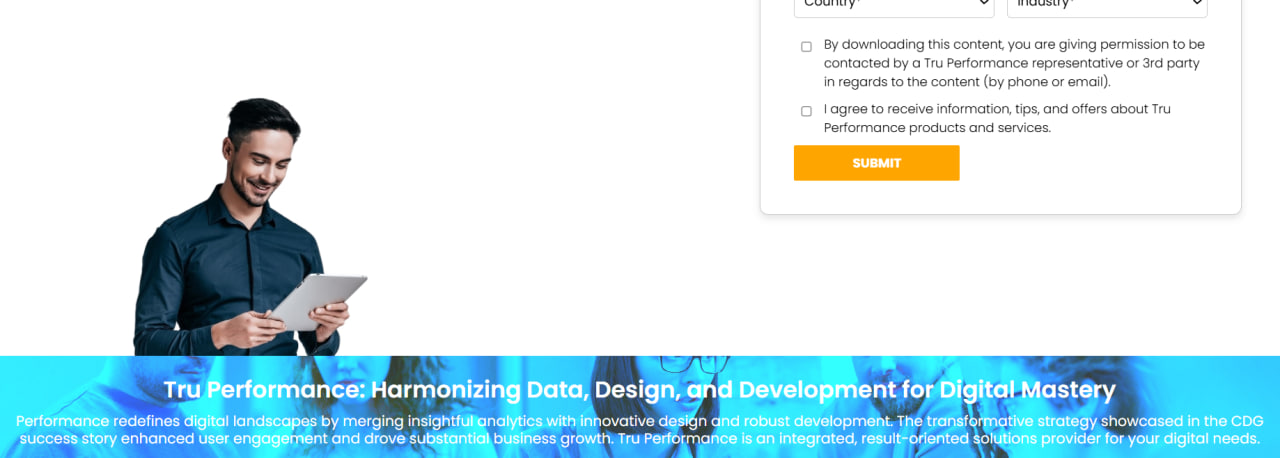 Country* Industry*
By downloading this content, you are giving permission to be
contacted by a Tru Performance representative or 3rd party
in regards to the content (by phone or email).
I agree to receive information, tips, and offers about Tru
Performance products and services.
SUBMIT
Tru Performance: Harmonizing Data, Design, and Development for Digital Mastery
Performance redefines digital landscapes by merging insightful analytics with innovative design and robust development. The transformative strategy showcased in the CDG
success story enhanced user engagement and drove substantial business growth. Tru Performance is an integrated, result-oriented solutions provider for your digital needs.